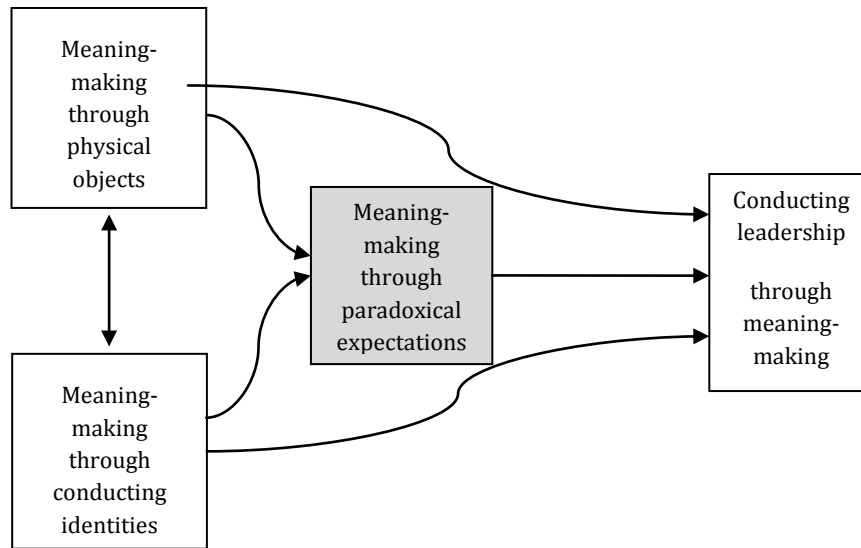 Meaning-
making
through
physical
objects
Meaning-
making
through
paradoxical
expectations
Conducting
leadership
through
meaning-
making
Meaning-
making
through
conducting
identities